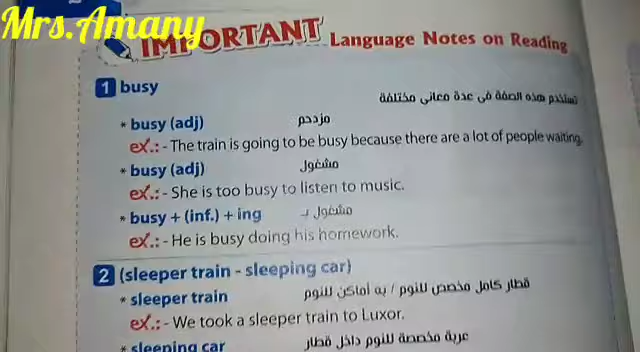 Mrs.Amany
IMPORTANT Language Notes on Reading
1 busy
تستخدم هذه الصفة فى عدة معانى مختلفة
* busy (adj) مزدحم
ex.: - The train is going to be busy because there are a lot of people waiting.
* busy (adj) مشغول
ex.: - She is too busy to listen to music.
* busy + (inf.) + ing مشغول بـ
ex.: - He is busy doing his homework.
2 (sleeper train - sleeping car)
* sleeper train قطار كامل مخصص للنوم / به أماكن للنوم
ex.: - We took a sleeper train to Luxor.
* sleeping car عربة مخصصة للنوم داخل قطار